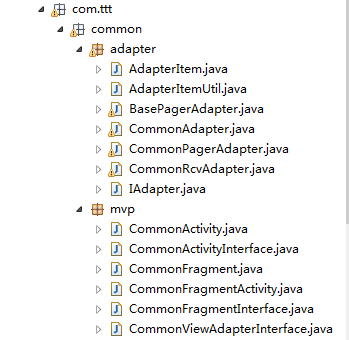 com.ttt
common
adapter
AdapterItem.java
AdapterItemUtil.java
BasePagerAdapter.java
CommonAdapter.java
CommonPagerAdapter.java
CommonRcvAdapter.java
IAdapter.java
mvp
CommonActivity.java
CommonActivityInterface.java
CommonFragment.java
CommonFragmentActivity.java
CommonFragmentInterface.java
CommonViewAdapterInterface.java